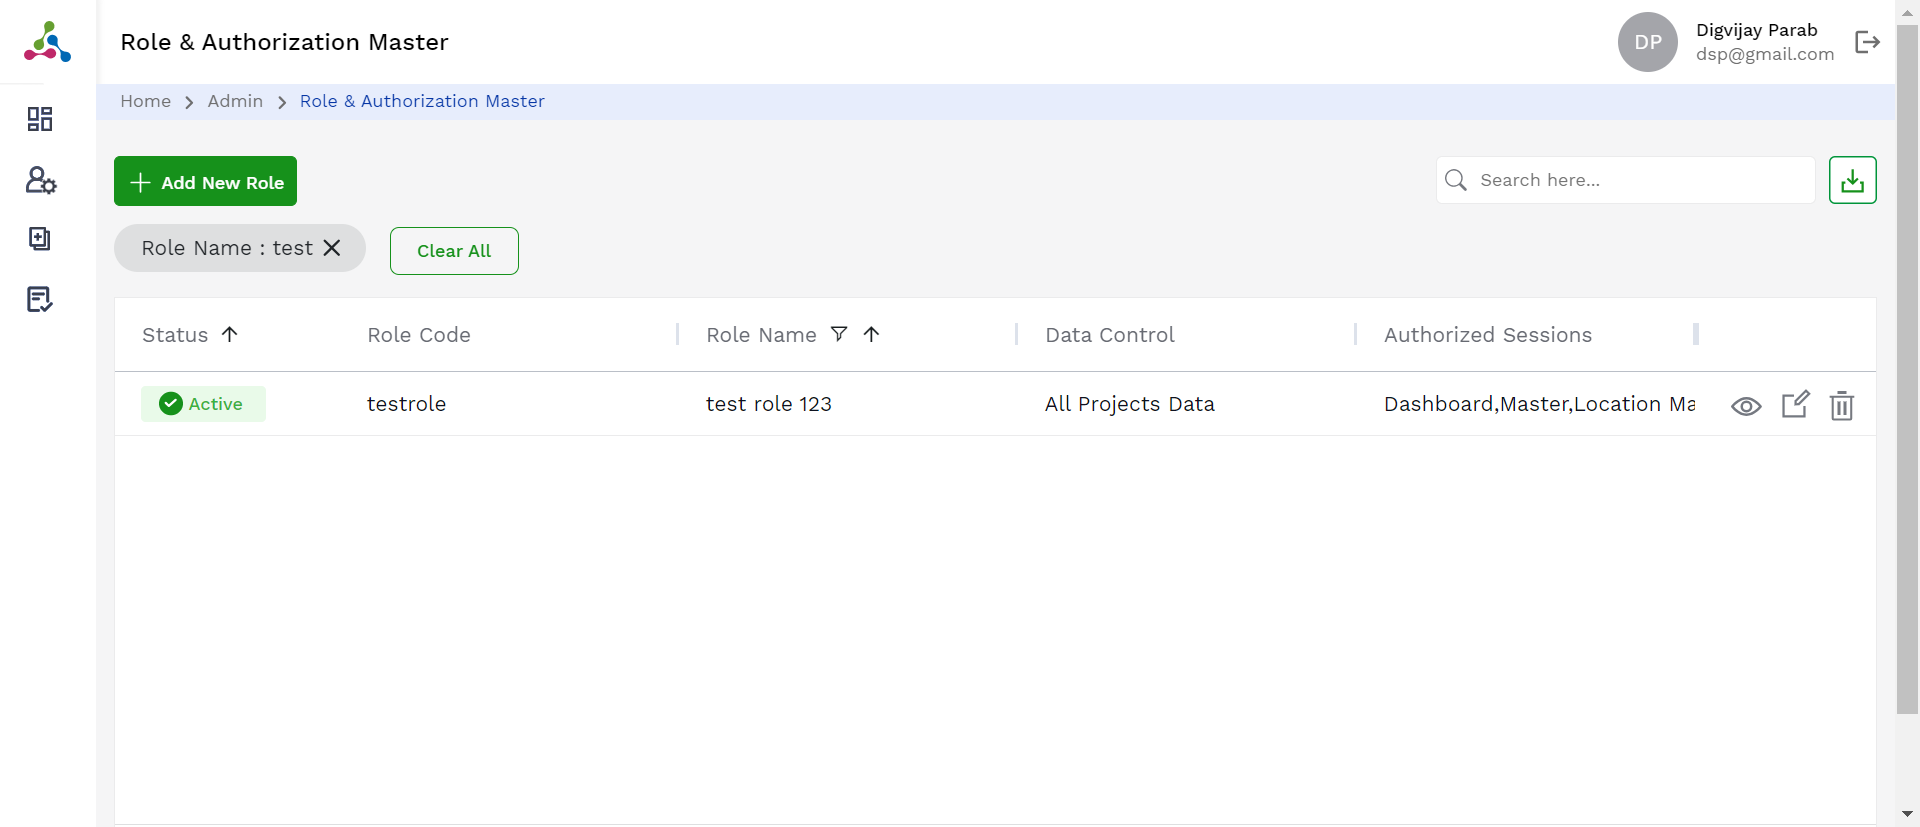 Role & Authorization Master
DP
Digvijay Parab
dsp@gmail.com
Home > Admin > Role & Authorization Master
Add New Role
Search here...
Role Name : test
Clear All
Status Role Code Role Name Data Control Authorized Sessions
Active testrole test role 123 All Projects Data Dashboard,Master,Location Ma